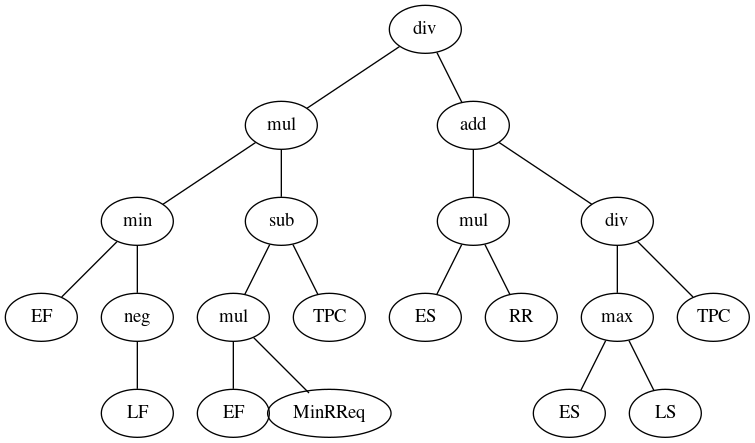 div
mul add
min sub mul div
EF neg mul TPC ES RR max TPC
LF EF MinRReq ES LS